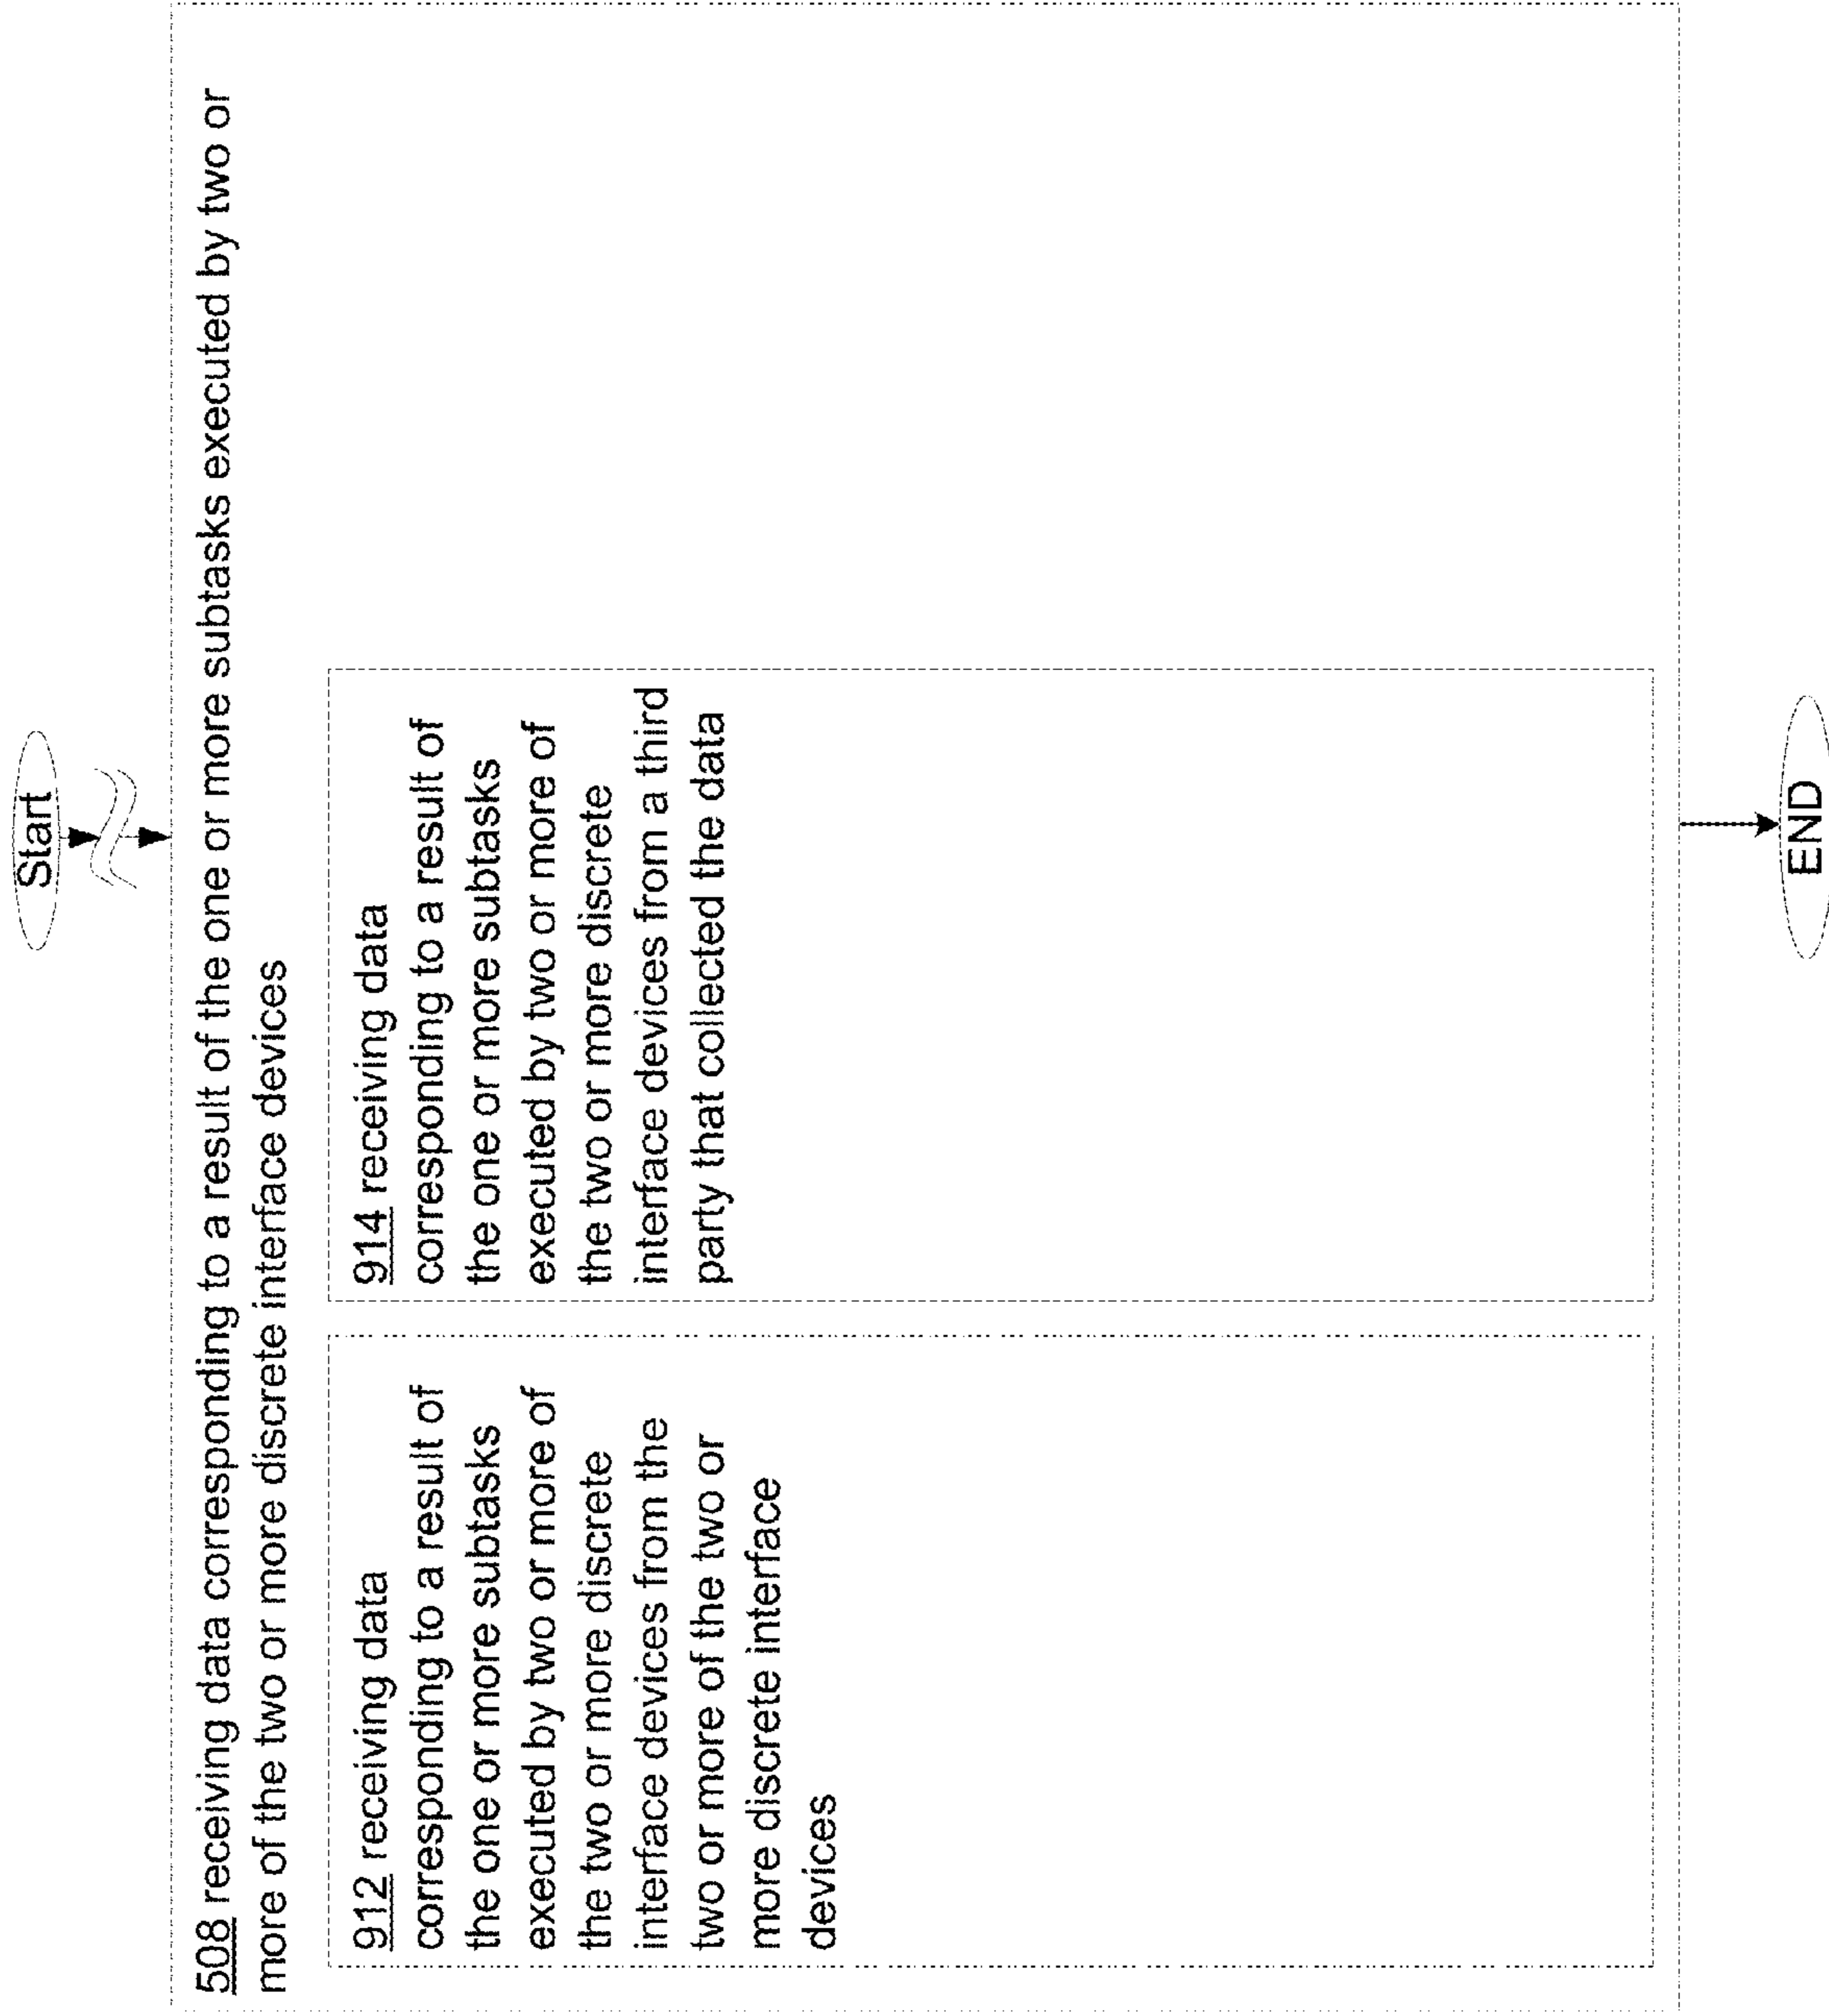 Start
508 receiving data corresponding to a result of the one or more subtasks executed by two or
more of the two or more discrete interface devices
912 receiving data
corresponding to a result of
the one or more subtasks
executed by two or more of
the two or more discrete
interface devices from the
two or more of the two or
more discrete interface
devices
914 receiving data
corresponding to a result of
the one or more subtasks
executed by two or more of
the two or more discrete
interface devices from a third
party that collected the data
END